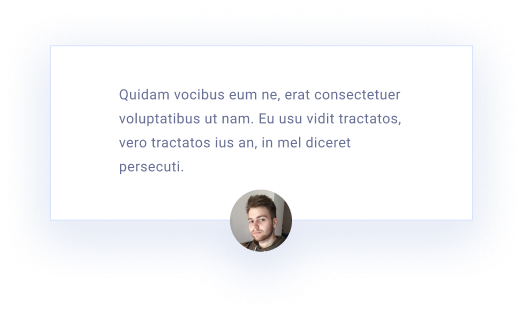 Quidam vocibus eum ne, erat consectetuer
voluptatibus ut nam. Eu usu vidit tractatos,
vero tractatos ius an, in mel diceret
persecuti.